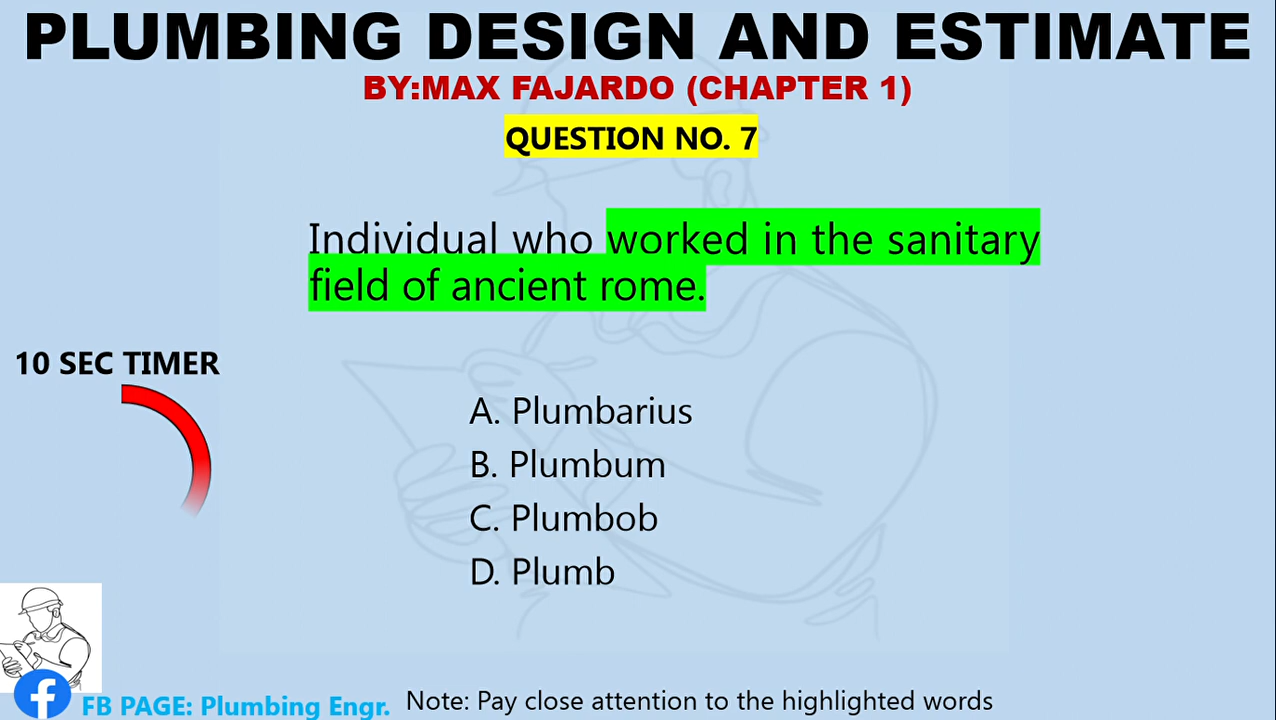 PLUMBING DESIGN AND ESTIMATE
BY:MAX FAJARDO (CHAPTER 1)
QUESTION NO. 7
Individual who worked in the sanitary
field of ancient rome.
10 SEC TIMER
A. Plumbarius
B. Plumbum
C. Plumbob
D. Plumb
FB PAGE: Plumbing Engr.
Note: Pay close attention to the highlighted words